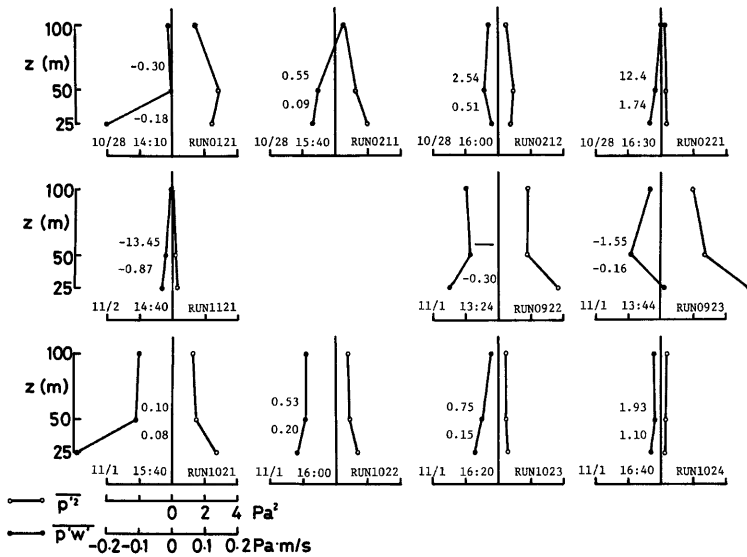 100
z (m)
50
25
-0.30
-0.18
10/28 14:10 RUN0121
0.55
0.09
10/28 15:40 RUN0211
2.54
0.51
10/28 16:00 RUN0212
12.4
1.74
10/28 16:30 RUN0221
100
z (m)
50
25
-13.45
-0.87
11/2 14:40 RUN1121
—
-0.30
11/1 13:24 RUN0922
-1.55
-0.16
11/1 13:44 RUN0923
100
z (m)
50
25
0.10
0.08
11/1 15:40 RUN1021
0.53
0.20
11/1 16:00 RUN1022
0.75
0.15
11/1 16:20 RUN1023
1.93
1.10
11/1 16:40 RUN1024
p'² 0 2 4 Pa²
p'w' -0.2 -0.1 0 0.1 0.2 Pa·m/s